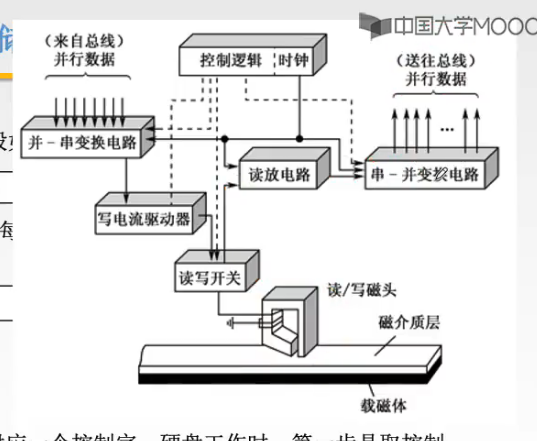 中国大学MOOC
（来自总线）
并行数据
控制逻辑 时钟
（送往总线）
并行数据
并－串变换电路
读放电路
串－并变换电路
写电流驱动器
读写开关
读/写磁头
磁介质层
载磁体
每